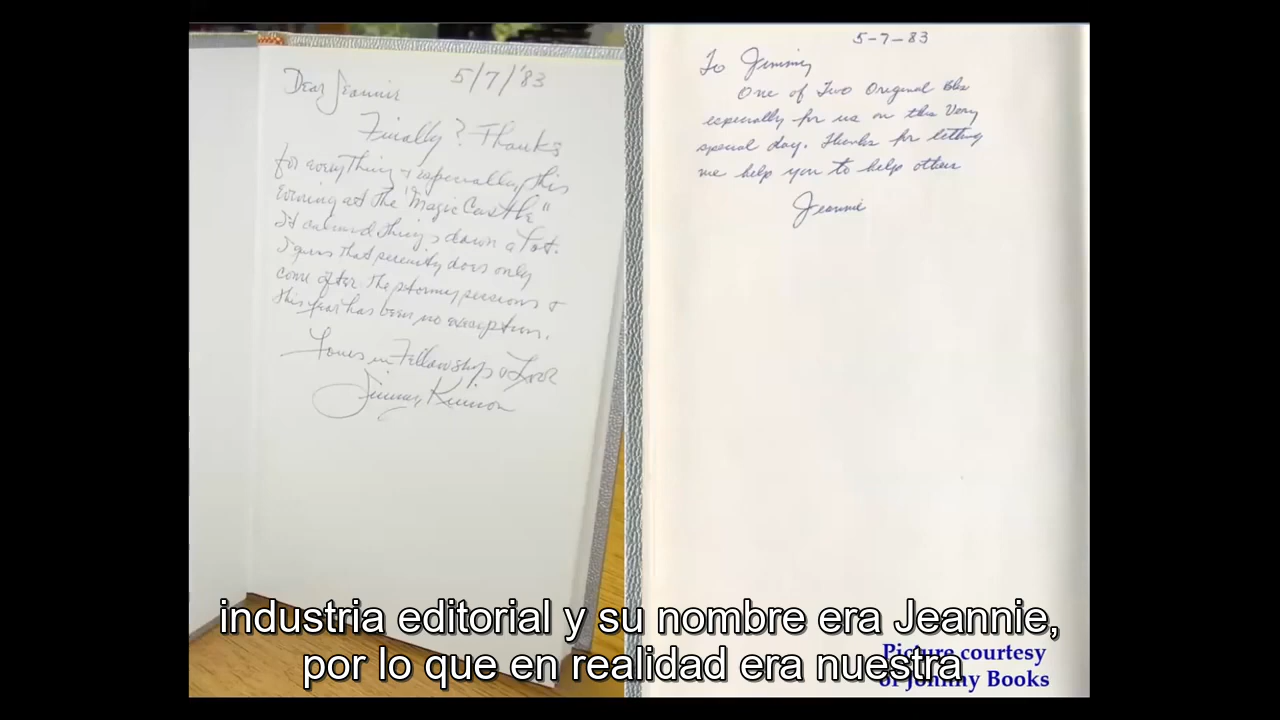 5/7/'83
Dear Jeannie
Finally? Thanks
for everything & especially, this
evening at the "Magic Castle"
It calmed things down a lot.
I guess that serenity does only
come after the stormy sessions &
this year has been no exception.
Yours in Fellowship & Love
Jimmy Kinnon
5-7-83
To Jimmy
One of Two Original Bks
especially for us on this Very
special day. Thanks for letting
me help you to help others
Jeannie
industria editorial y su nombre era Jeannie,
por lo que en realidad era nuestra
Picture courtesy
of Johnny Books